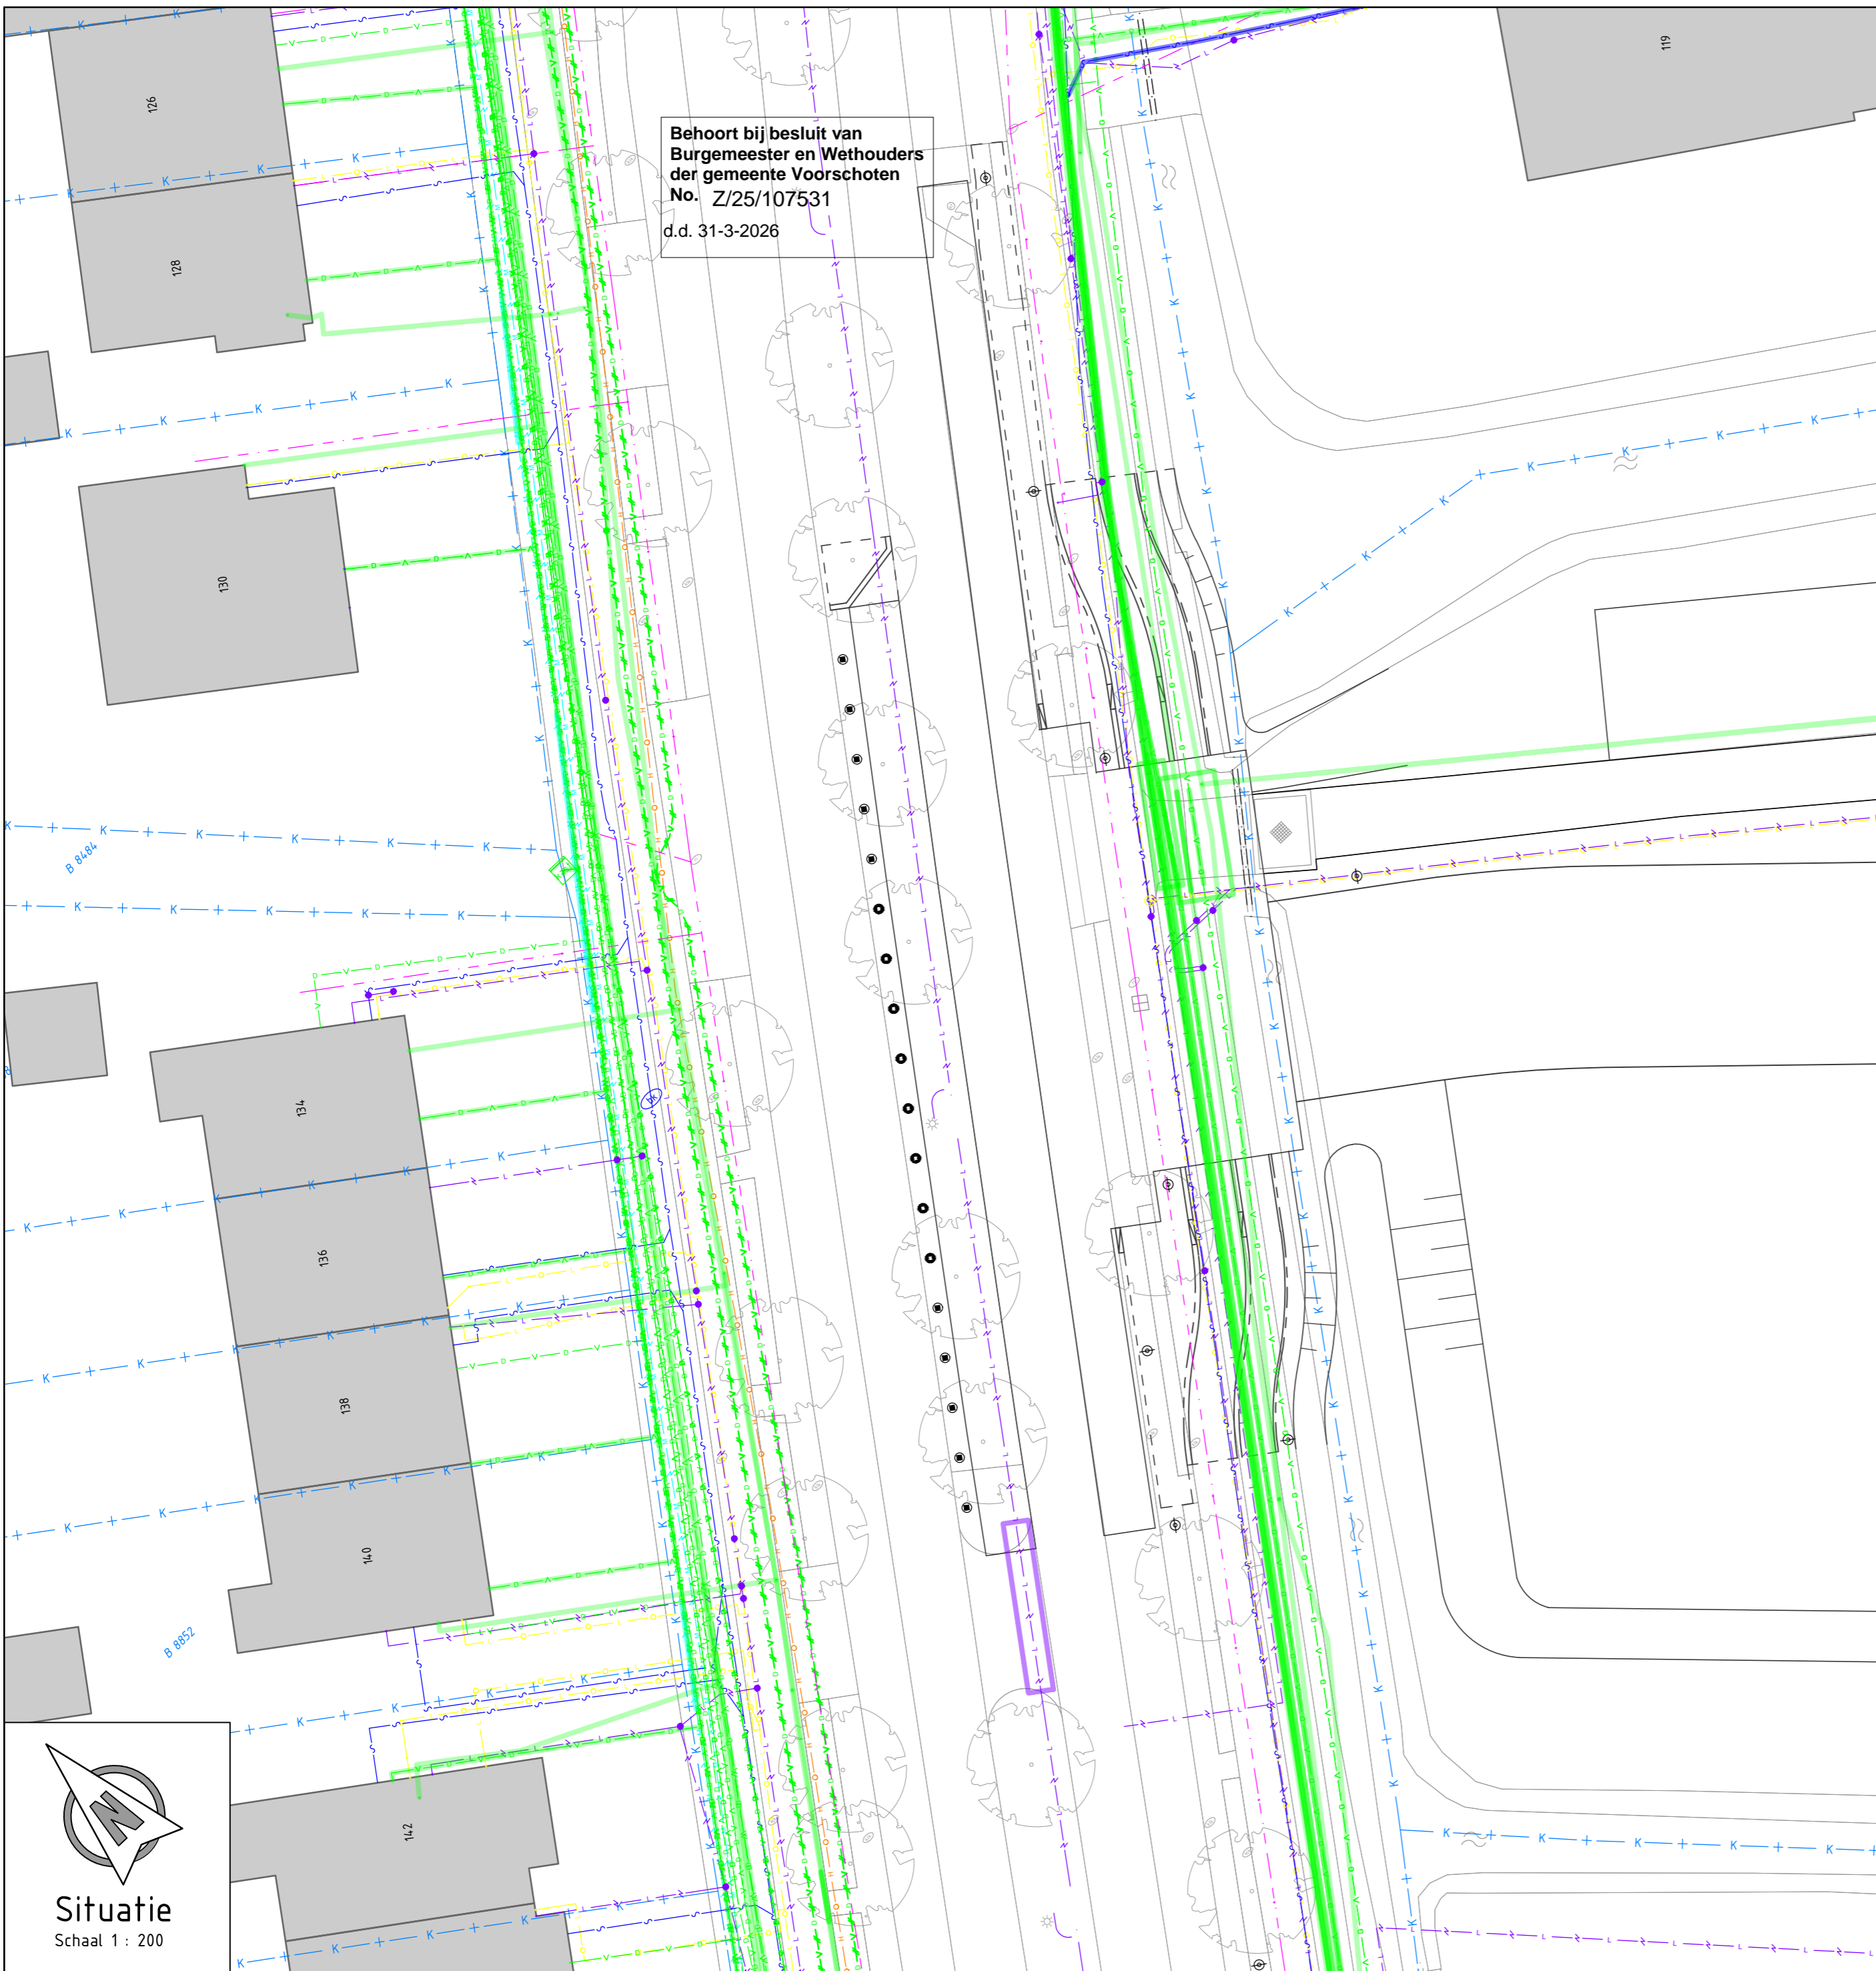 119
126
Behoort bij besluit van
Burgemeester en Wethouders
der gemeente Voorschoten
No. Z/25/107531
d.d. 31-3-2026
128
130
B 8484
134
bk
136
138
140
B 8852
142
N
Situatie
Schaal 1 : 200